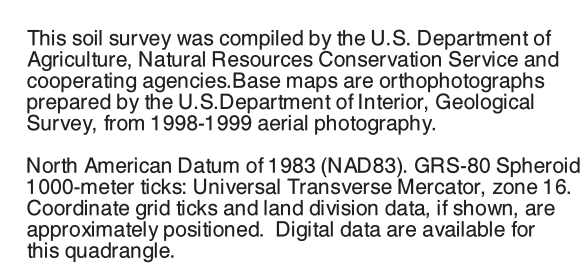 This soil survey was compiled by the U.S. Department of
Agriculture, Natural Resources Conservation Service and
cooperating agencies.Base maps are orthophotographs
prepared by the U.S.Department of Interior, Geological
Survey, from 1998-1999 aerial photography.

North American Datum of 1983 (NAD83). GRS-80 Spheroid
1000-meter ticks: Universal Transverse Mercator, zone 16.
Coordinate grid ticks and land division data, if shown, are
approximately positioned.  Digital data are available for
this quadrangle.